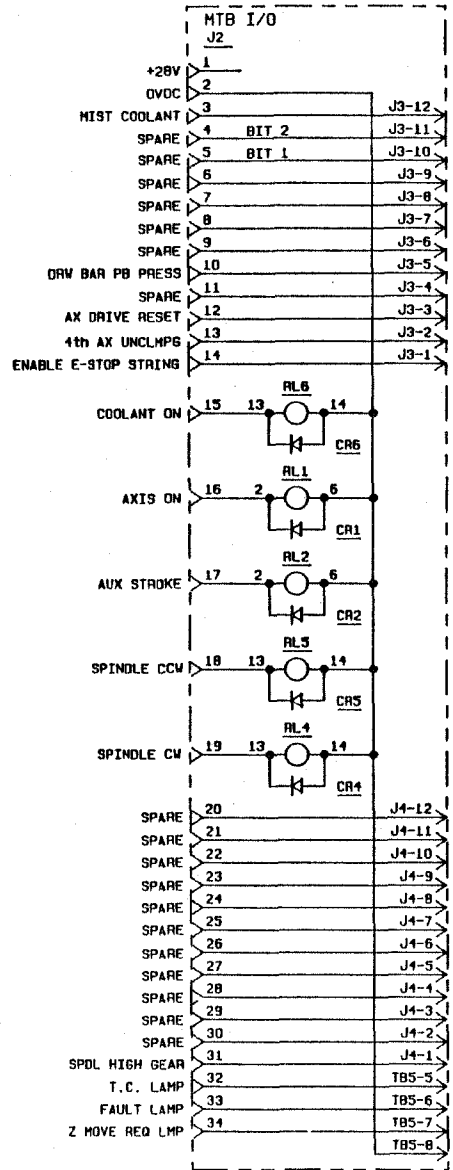 MTB I/O
J2
+28V 1
0VDC 2
MIST COOLANT 3 J3-12
SPARE 4 BIT 2 J3-11
SPARE 5 BIT 1 J3-10
SPARE 6 J3-9
SPARE 7 J3-8
SPARE 8 J3-7
SPARE 9 J3-6
DRW BAR PB PRESS 10 J3-5
SPARE 11 J3-4
AX DRIVE RESET 12 J3-3
4th AX UNCLMPG 13 J3-2
ENABLE E-STOP STRING 14 J3-1
RL6
COOLANT ON 15 13 14
CR6
RL1
AXIS ON 16 2 6
CR1
RL2
AUX STROKE 17 2 6
CR2
RL5
SPINDLE CCW 18 13 14
CR5
RL4
SPINDLE CW 19 13 14
CR4
SPARE 20 J4-12
SPARE 21 J4-11
SPARE 22 J4-10
SPARE 23 J4-9
SPARE 24 J4-8
SPARE 25 J4-7
SPARE 26 J4-6
SPARE 27 J4-5
SPARE 28 J4-4
SPARE 29 J4-3
SPARE 30 J4-2
SPDL HIGH GEAR 31 J4-1
T.C. LAMP 32 TB5-5
FAULT LAMP 33 TB5-6
Z MOVE REQ LMP 34 TB5-7
TB5-8